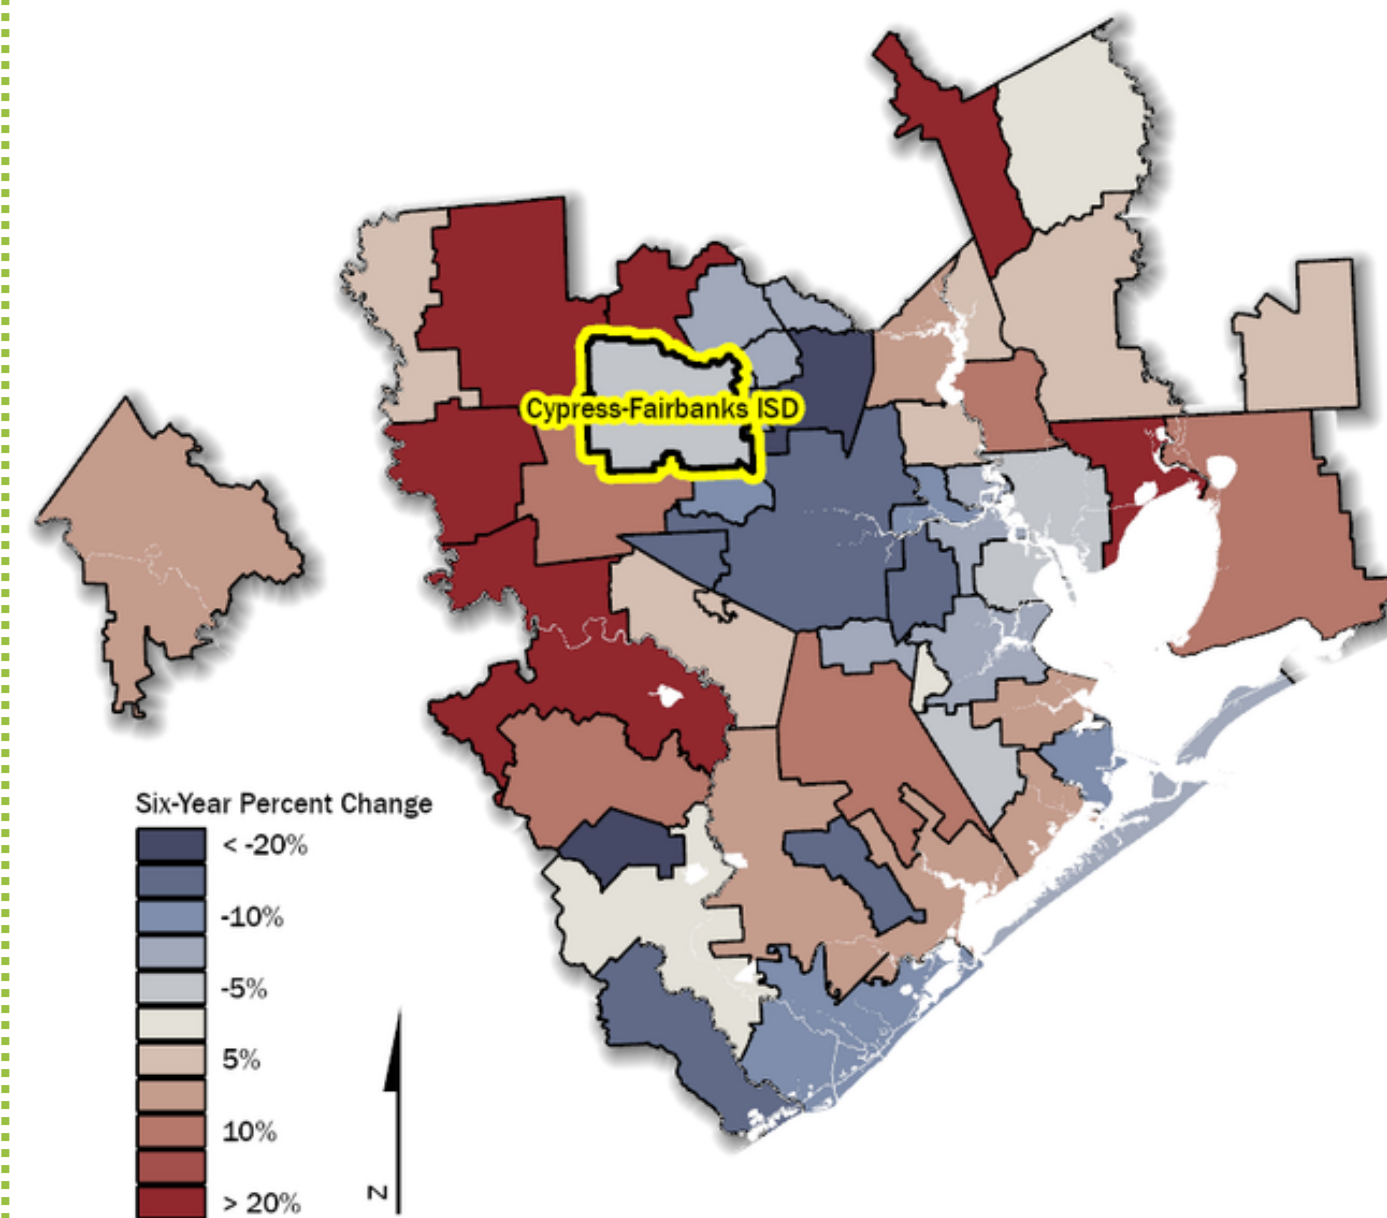 Cypress-Fairbanks ISD
Six-Year Percent Change
< -20%
-10%
-5%
5%
10%
> 20%
N